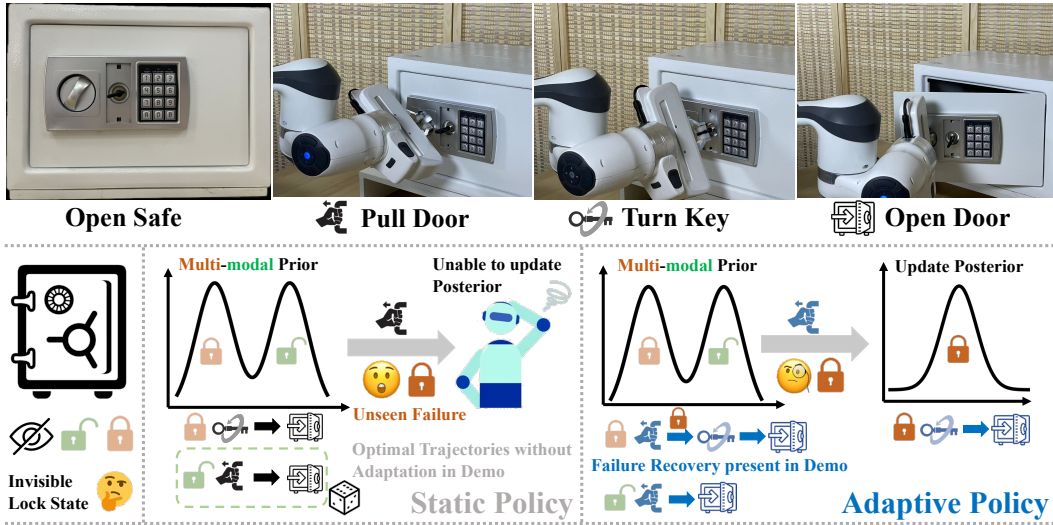 Open Safe
Pull Door
Turn Key
Open Door
Invisible
Lock State
Multi-modal Prior
Unable to update
Posterior
Unseen Failure
Optimal Trajectories without
Adaptation in Demo
Static Policy
Multi-modal Prior
Update Posterior
Failure Recovery present in Demo
Adaptive Policy